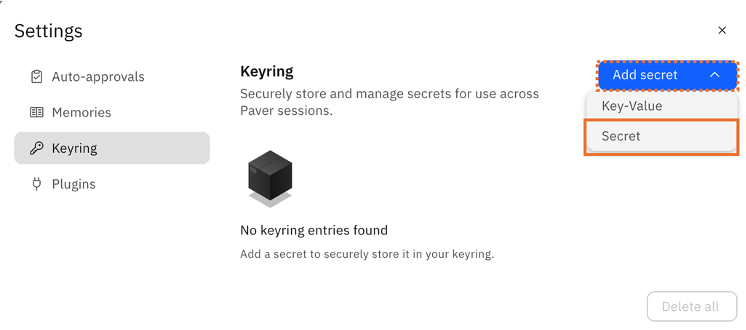 Settings
Auto-approvals
Memories
Keyring
Plugins
Keyring
Securely store and manage secrets for use across
Paver sessions.
No keyring entries found
Add a secret to securely store it in your keyring.
Add secret
Key-Value
Secret
Delete all